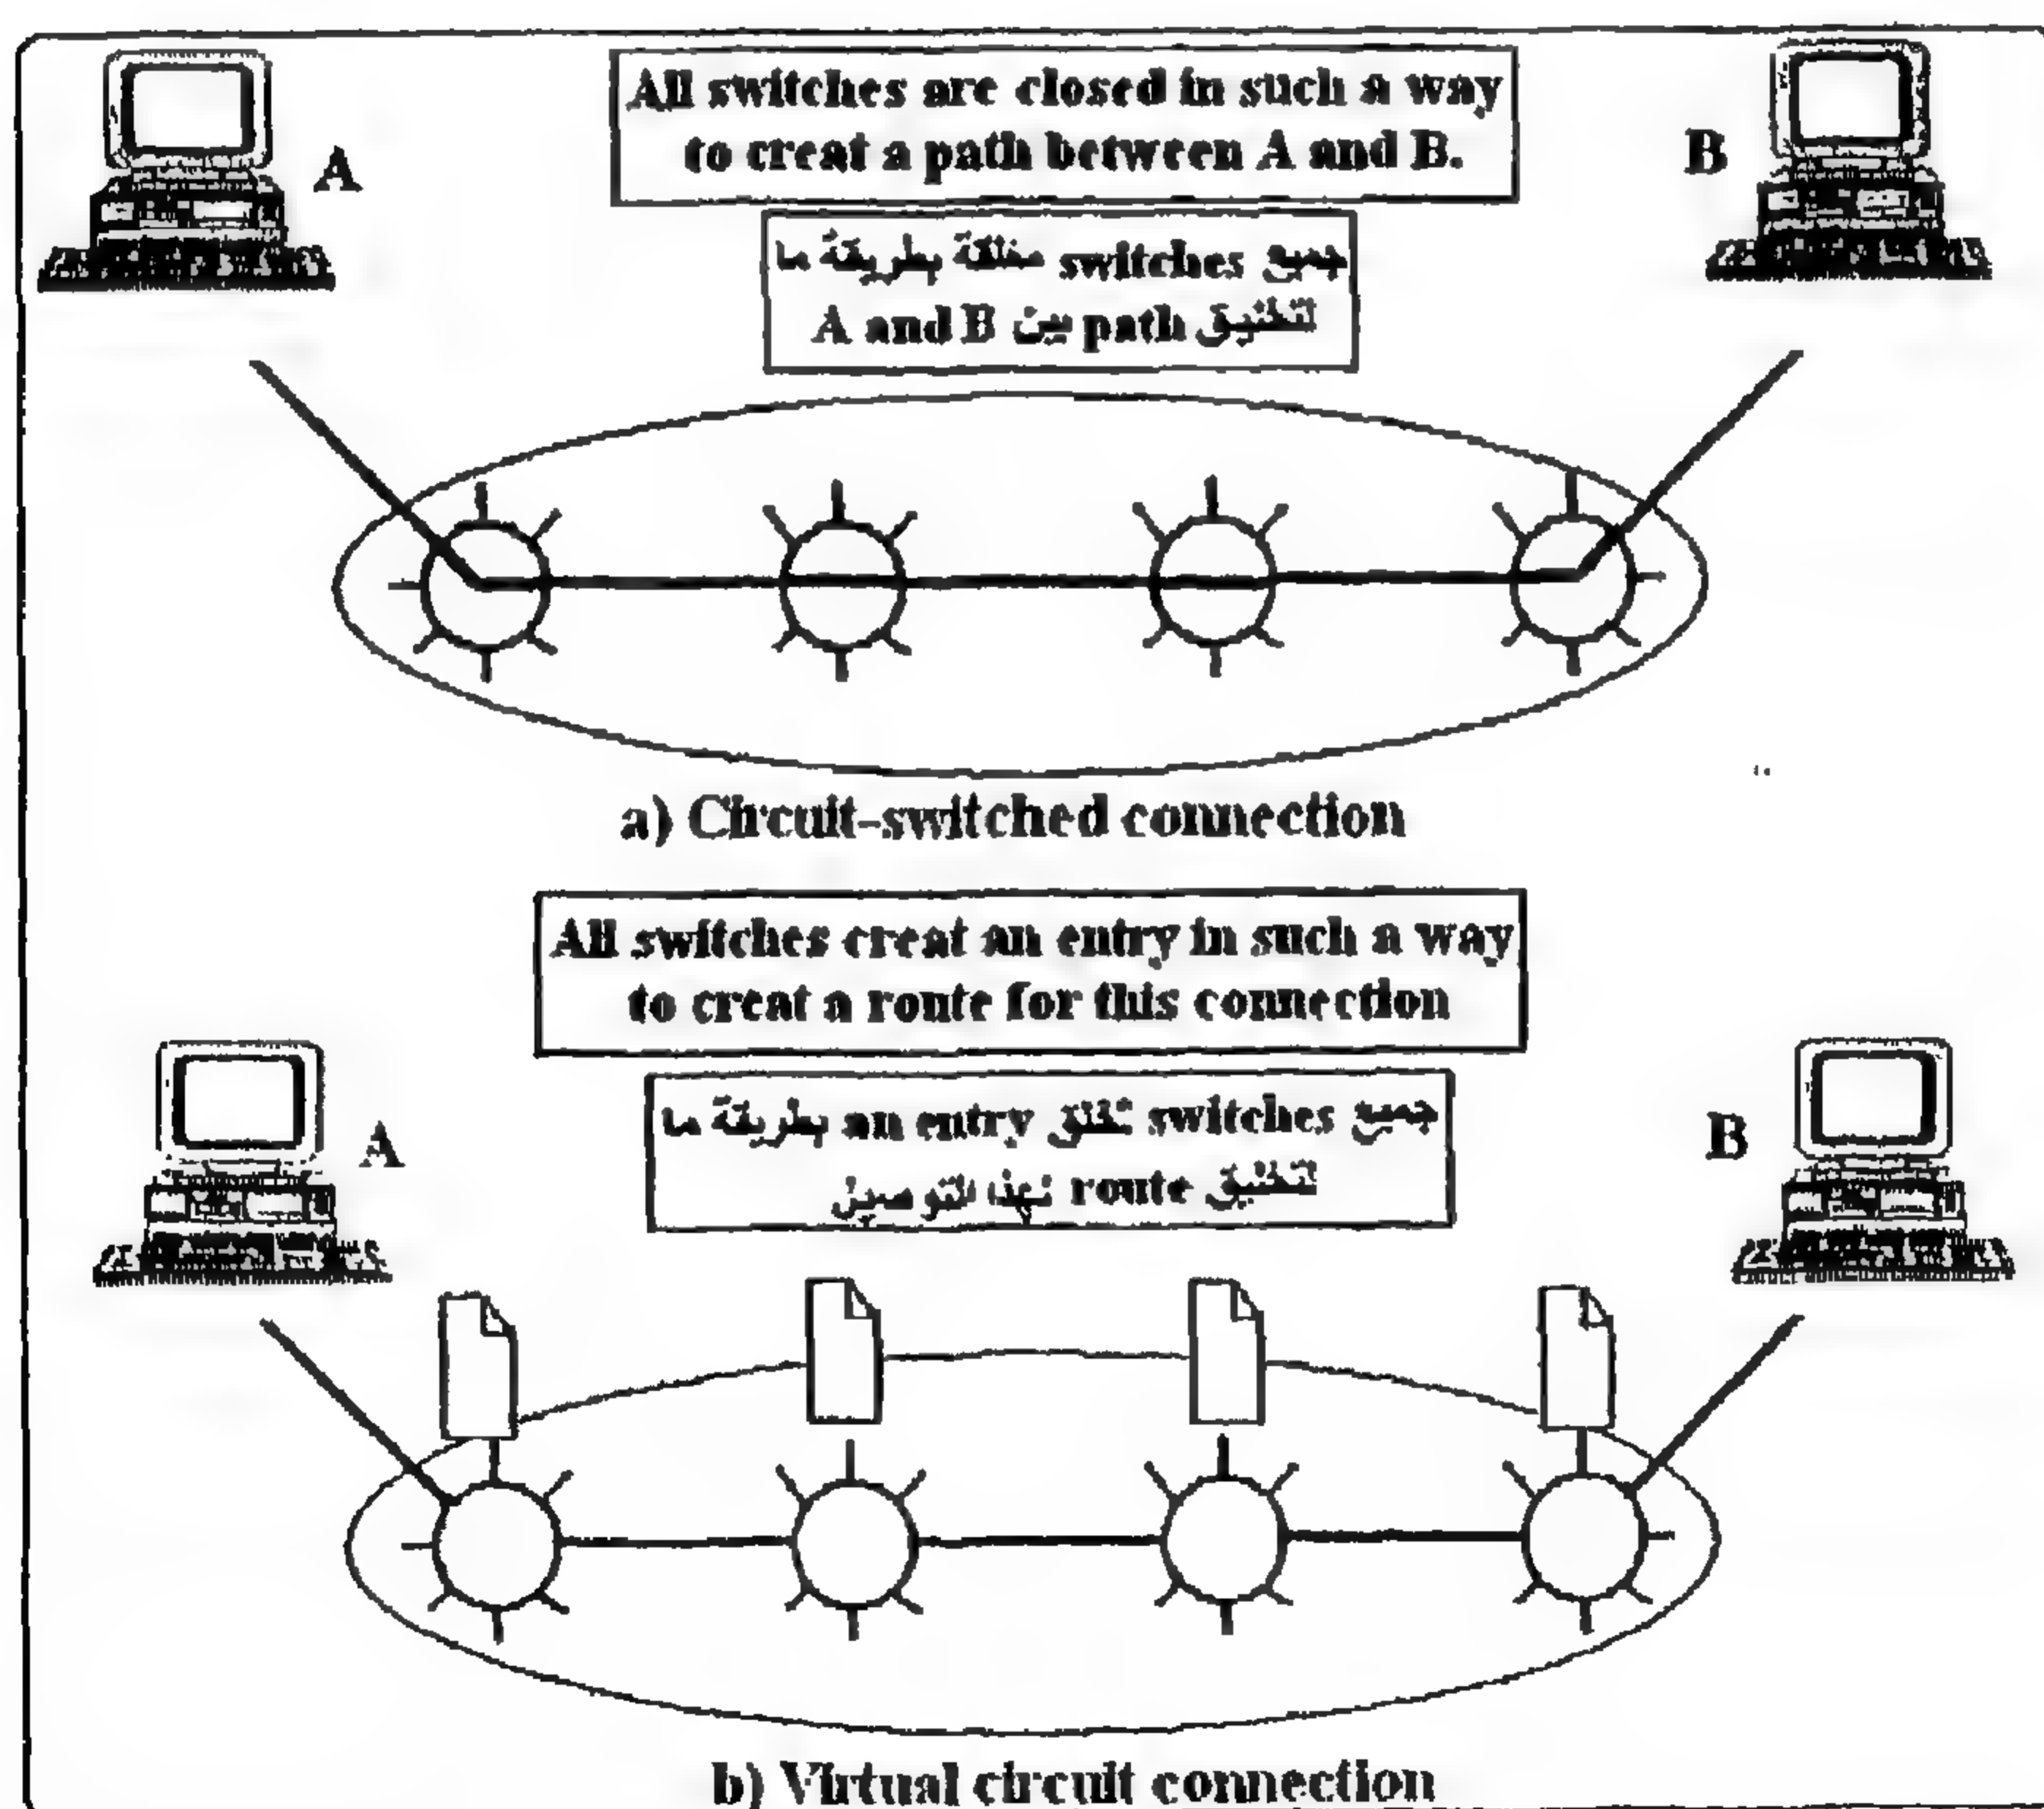 A
All switches are closed in such a way
to creat a path between A and B.
B
جميع switches مغلقة بطريقة ما
لتخليق path بين A and B
a) Circuit-switched connection
All switches creat an entry in such a way
to creat a route for this connection
A
جميع switches تخلق an entry بطريقة ما
لتخليق route لهذا التوصيل
B
b) Virtual circuit connection